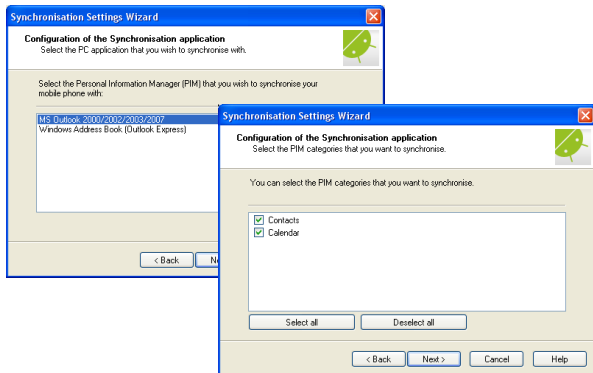 Synchronisation Settings Wizard
Configuration of the Synchronisation application
Select the PC application that you wish to synchronise with.
Select the Personal Information Manager (PIM) that you wish to synchronise your
mobile phone with:
MS Outlook 2000/2002/2003/2007
Windows Address Book (Outlook Express)
< Back
Synchronisation Settings Wizard
Configuration of the Synchronisation application
Select the PIM categories that you want to synchronise.
You can select the PIM categories that you want to synchronise.
Contacts
Calendar
Select all Deselect all
< Back Next > Cancel Help